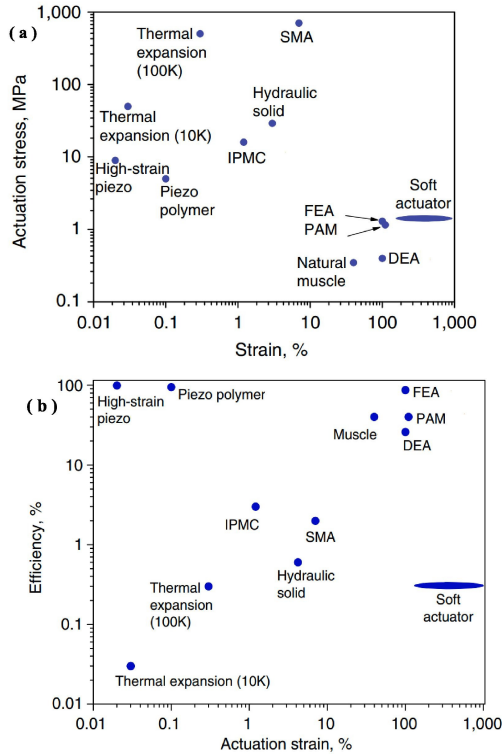 ( a )
1,000
100
10
1
0.1
Actuation stress, MPa
Thermal
expansion
(100K)
SMA
Hydraulic
solid
Thermal
expansion (10K)
IPMC
High-strain
piezo
Piezo
polymer
Soft
actuator
FEA
PAM
Natural
muscle
DEA
0.01
0.1
1
10
100
1,000
Strain, %
( b )
100
10
1
0.1
0.01
Efficiency, %
High-strain
piezo
Piezo polymer
FEA
PAM
Muscle
DEA
IPMC
SMA
Hydraulic
solid
Thermal
expansion
(100K)
Soft
actuator
Thermal expansion (10K)
0.01
0.1
1
10
100
1,000
Actuation strain, %